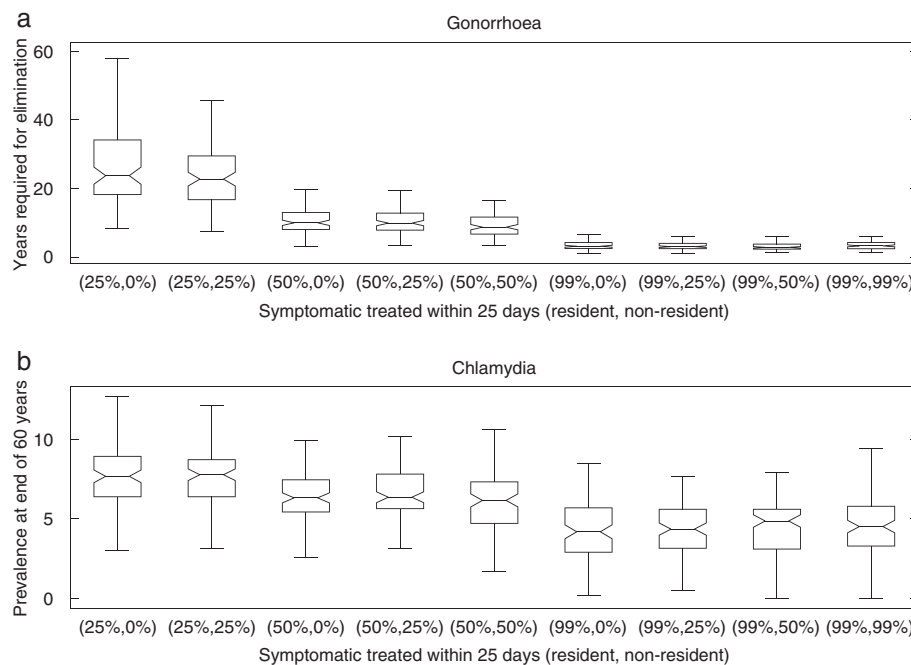 a
Gonorrhoea
Years required for elimination
60
40
20
0
(25%,0%) (25%,25%) (50%,0%) (50%,25%) (50%,50%) (99%,0%) (99%,25%) (99%,50%) (99%,99%)
Symptomatic treated within 25 days (resident, non-resident)
b
Chlamydia
Prevalence at end of 60 years
10
5
0
(25%,0%) (25%,25%) (50%,0%) (50%,25%) (50%,50%) (99%,0%) (99%,25%) (99%,50%) (99%,99%)
Symptomatic treated within 25 days (resident, non-resident)